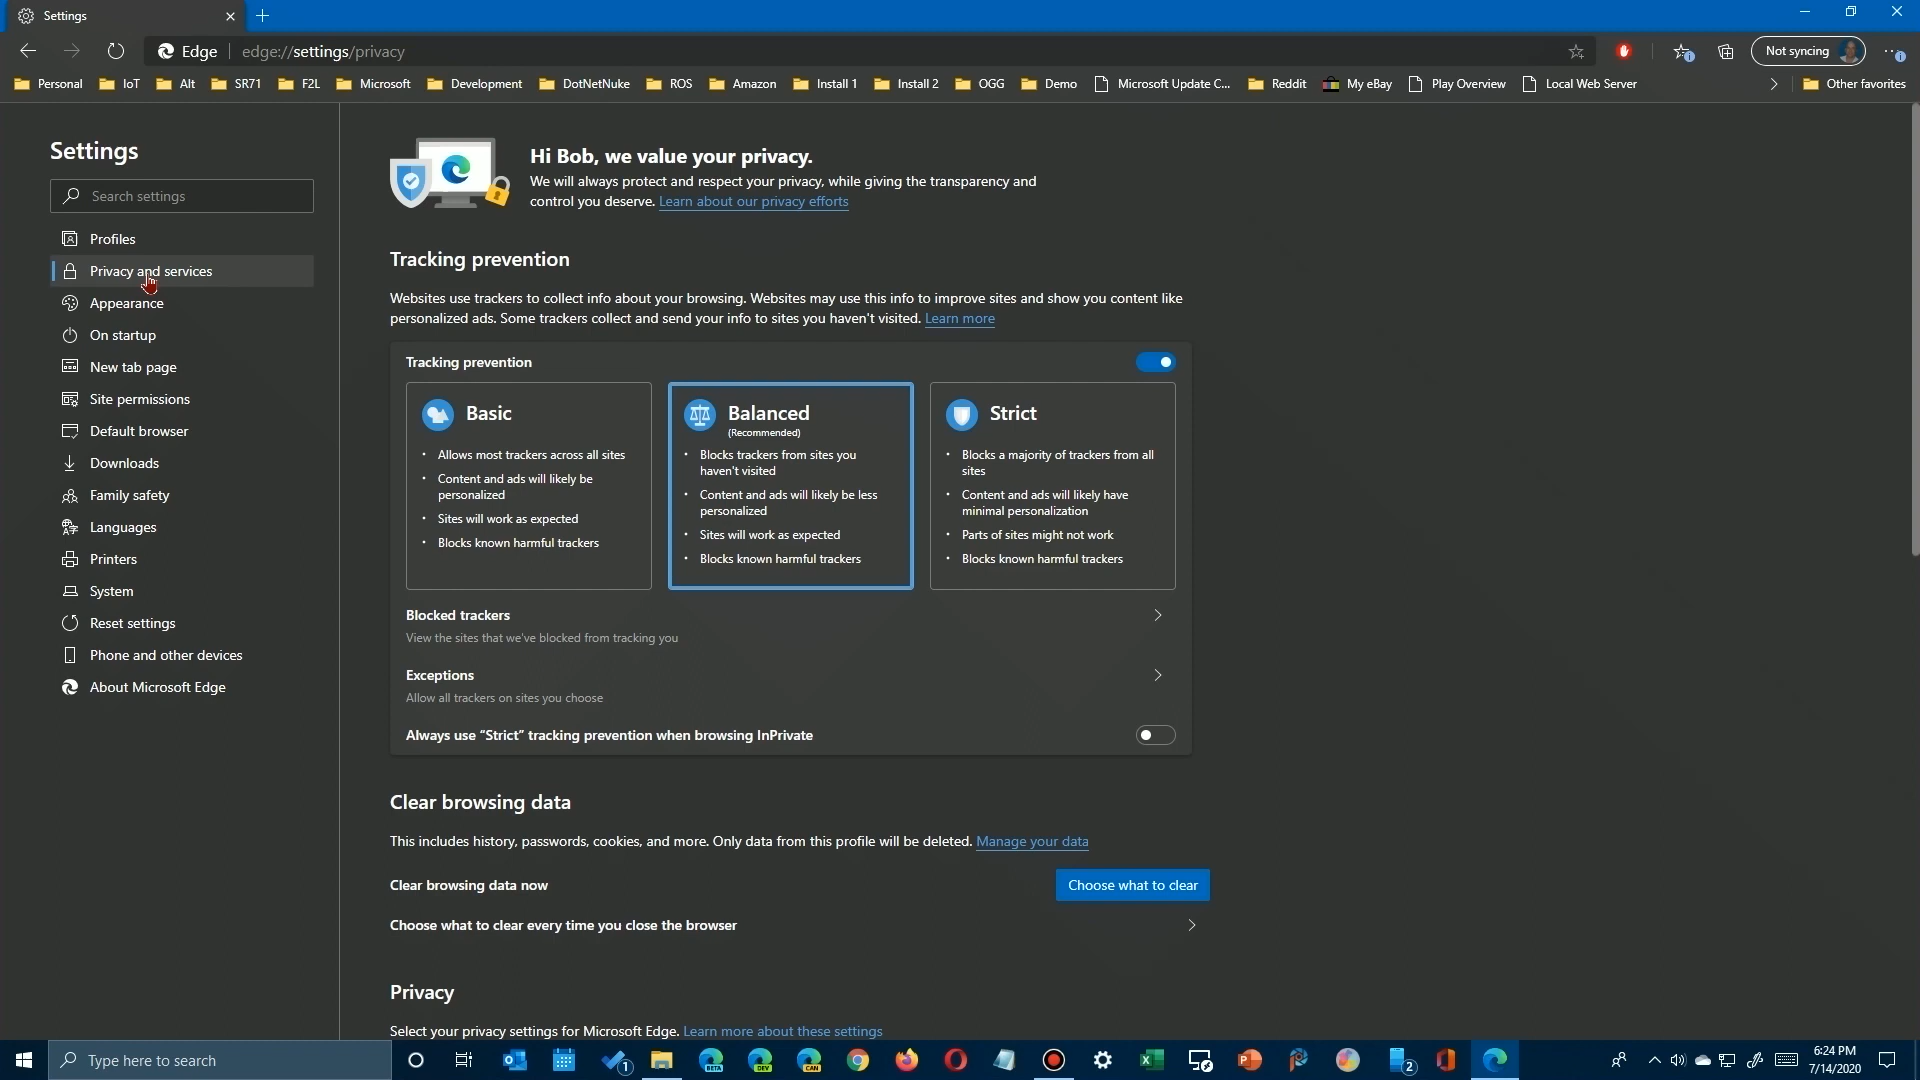 Settings
Edge
edge://settings/privacy
Not syncing
Personal
IoT
Alt
SR71
F2L
Microsoft
Development
DotNetNuke
ROS
Amazon
Install 1
Install 2
OGG
Demo
Microsoft Update C...
Reddit
My eBay
Play Overview
Local Web Server
Other favorites
Settings
Search settings
Profiles
Privacy and services
Appearance
On startup
New tab page
Site permissions
Default browser
Downloads
Family safety
Languages
Printers
System
Reset settings
Phone and other devices
About Microsoft Edge
Hi Bob, we value your privacy.
We will always protect and respect your privacy, while giving the transparency and
control you deserve. Learn about our privacy efforts
Tracking prevention
Websites use trackers to collect info about your browsing. Websites may use this info to improve sites and show you content like
personalized ads. Some trackers collect and send your info to sites you haven't visited. Learn more
Tracking prevention
Basic
• Allows most trackers across all sites
• Content and ads will likely be
personalized
• Sites will work as expected
• Blocks known harmful trackers
Balanced
(Recommended)
• Blocks trackers from sites you
haven't visited
• Content and ads will likely be less
personalized
• Sites will work as expected
• Blocks known harmful trackers
Strict
• Blocks a majority of trackers from all
sites
• Content and ads will likely have
minimal personalization
• Parts of sites might not work
• Blocks known harmful trackers
Blocked trackers
View the sites that we've blocked from tracking you
Exceptions
Allow all trackers on sites you choose
Always use “Strict” tracking prevention when browsing InPrivate
Clear browsing data
This includes history, passwords, cookies, and more. Only data from this profile will be deleted. Manage your data
Clear browsing data now
Choose what to clear
Choose what to clear every time you close the browser
Privacy
Select your privacy settings for Microsoft Edge. Learn more about these settings
Type here to search
1
BETA
DEV
CAN
2
6:24 PM
7/14/2020